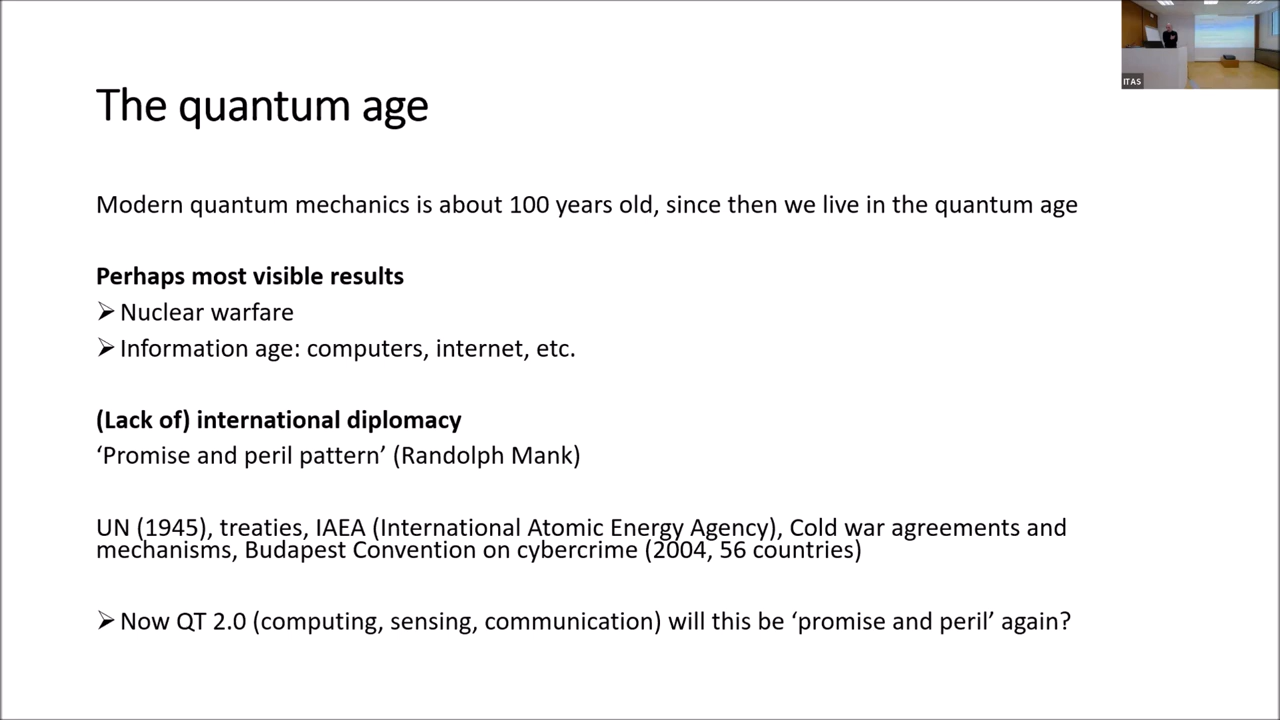 ITAS
The quantum age
Modern quantum mechanics is about 100 years old, since then we live in the quantum age
Perhaps most visible results
➢ Nuclear warfare
➢ Information age: computers, internet, etc.
(Lack of) international diplomacy
‘Promise and peril pattern’ (Randolph Mank)
UN (1945), treaties, IAEA (International Atomic Energy Agency), Cold war agreements and
mechanisms, Budapest Convention on cybercrime (2004, 56 countries)
➢ Now QT 2.0 (computing, sensing, communication) will this be ‘promise and peril’ again?